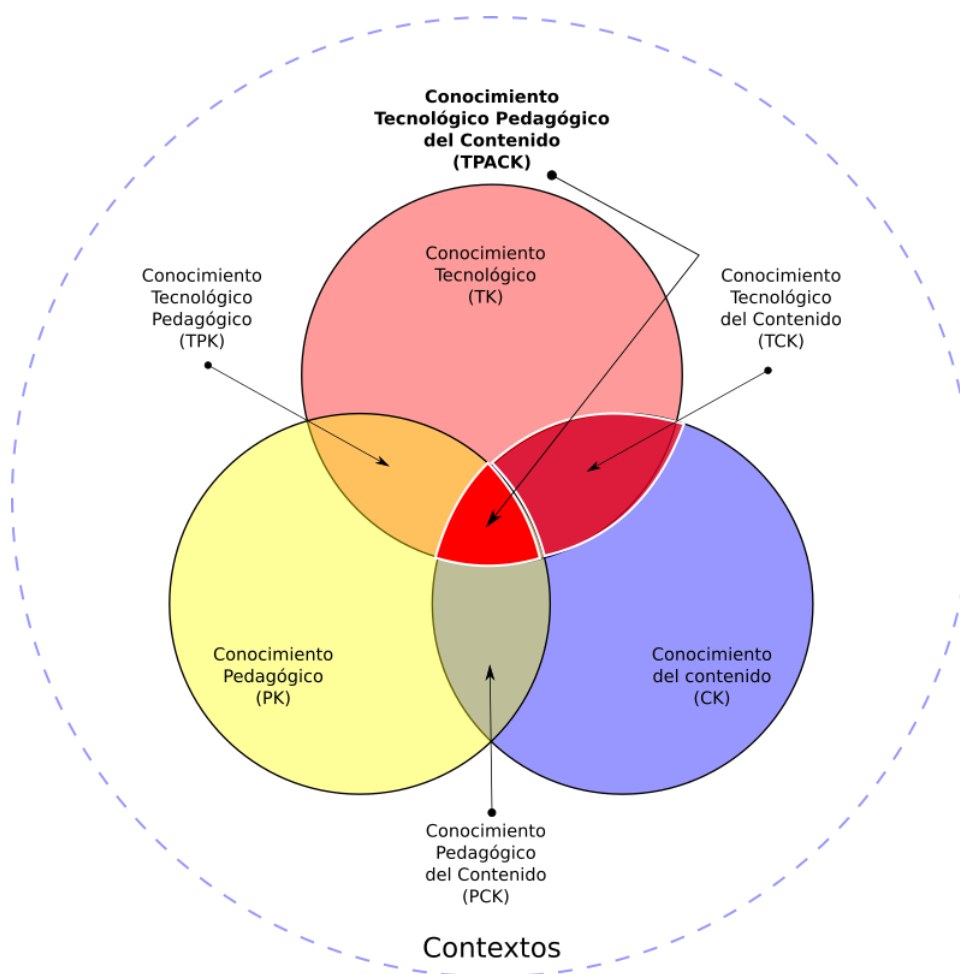 Conocimiento
Tecnológico Pedagógico
del Contenido
(TPACK)
Conocimiento
Tecnológico
(TK)
Conocimiento
Tecnológico
Pedagógico
(TPK)
Conocimiento
Tecnológico
del Contenido
(TCK)
Conocimiento
Pedagógico
(PK)
Conocimiento
del contenido
(CK)
Conocimiento
Pedagógico
del Contenido
(PCK)
Contextos